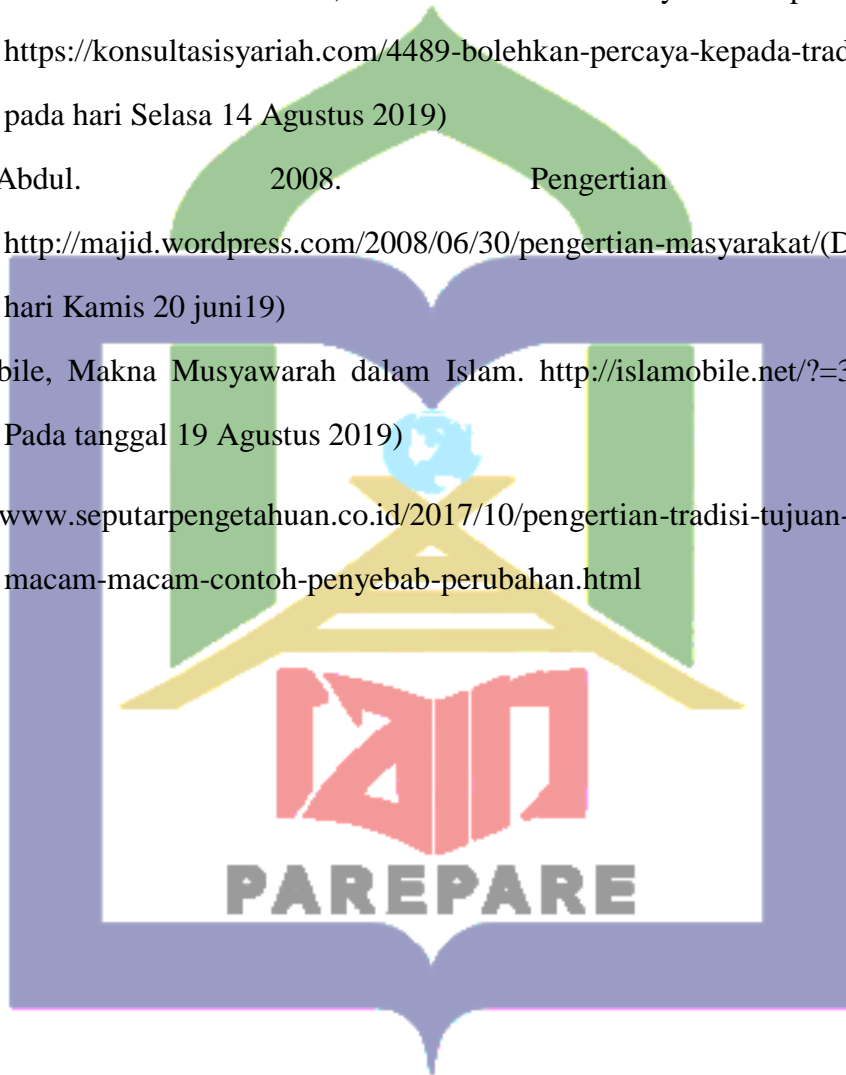 https://konsultasisyariah.com/4489-bolehkan-percaya-kepada-trad
pada hari Selasa 14 Agustus 2019)
Abdul. 2008. Pengertian
http://majid.wordpress.com/2008/06/30/pengertian-masyarakat/(D
hari Kamis 20 juni19)
bile, Makna Musyawarah dalam Islam. http://islamobile.net/?=3
Pada tanggal 19 Agustus 2019)
www.seputarpengetahuan.co.id/2017/10/pengertian-tradisi-tujuan-
macam-macam-contoh-penyebab-perubahan.html
iain
PAREPARE